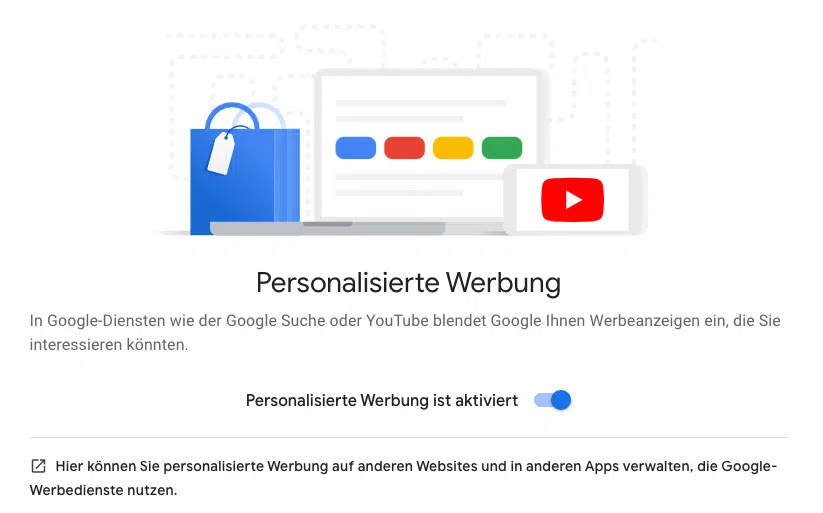 Personalisierte Werbung
In Google-Diensten wie der Google Suche oder YouTube blendet Google Ihnen Werbeanzeigen ein, die Sie
interessieren könnten.
Personalisierte Werbung ist aktiviert
Hier können Sie personalisierte Werbung auf anderen Websites und in anderen Apps verwalten, die Google-
Werbedienste nutzen.